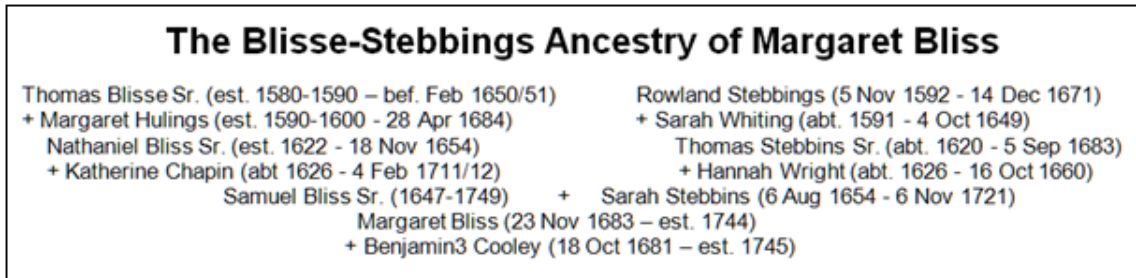 The Blisse-Stebbings Ancestry of Margaret Bliss
Thomas Blisse Sr. (est. 1580-1590 – bef. Feb 1650/51) Rowland Stebbings (5 Nov 1592 - 14 Dec 1671)
+ Margaret Hulings (est. 1590-1600 - 28 Apr 1684) + Sarah Whiting (abt. 1591 - 4 Oct 1649)
Nathaniel Bliss Sr. (est. 1622 - 18 Nov 1654) Thomas Stebbins Sr. (abt. 1620 - 5 Sep 1683)
+ Katherine Chapin (abt 1626 - 4 Feb 1711/12) + Hannah Wright (abt. 1626 - 16 Oct 1660)
Samuel Bliss Sr. (1647-1749) + Sarah Stebbins (6 Aug 1654 - 6 Nov 1721)
Margaret Bliss (23 Nov 1683 – est. 1744)
+ Benjamin3 Cooley (18 Oct 1681 – est. 1745)